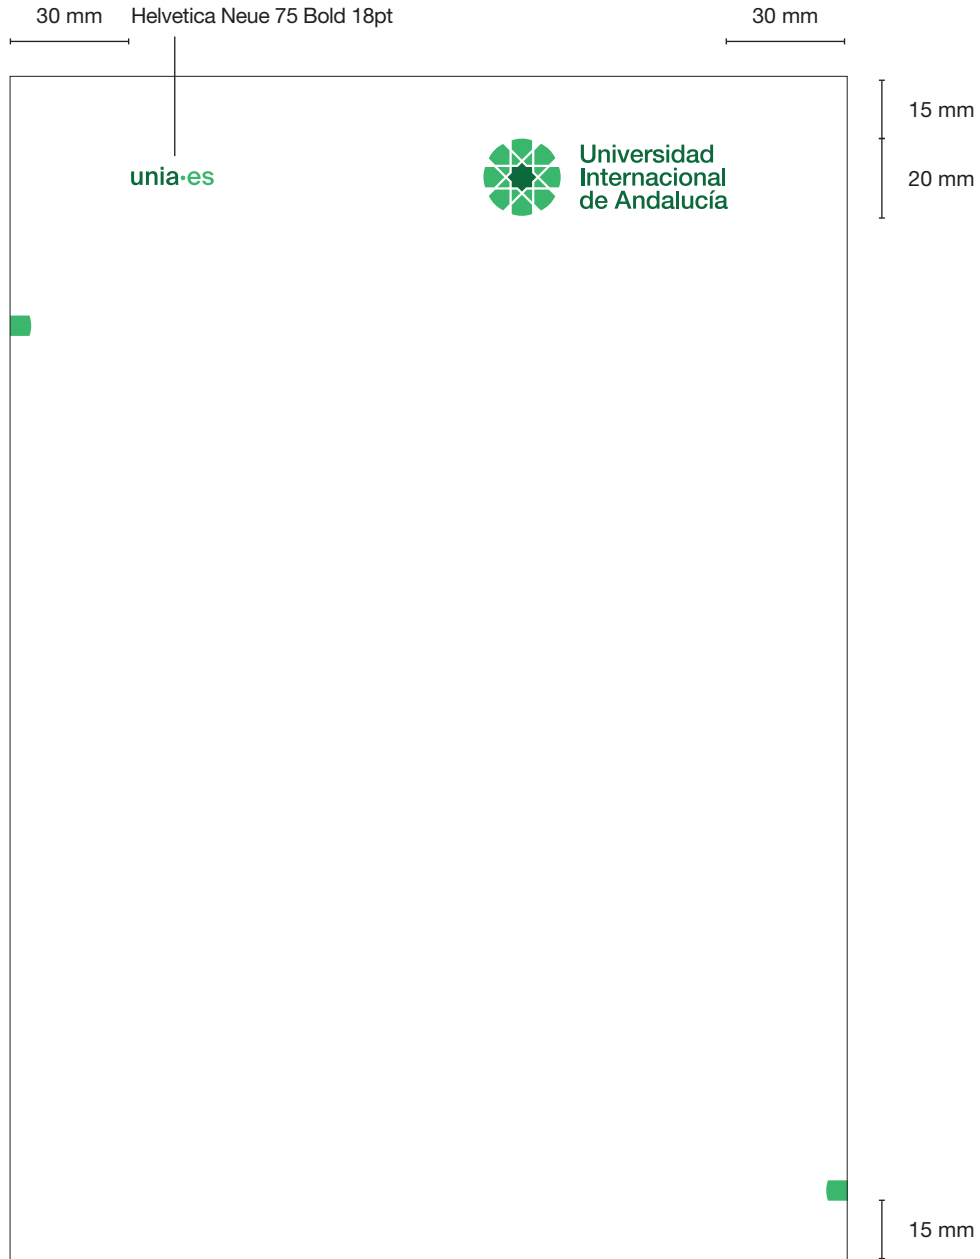 30 mm
Helvetica Neue 75 Bold 18pt
30 mm
15 mm
unia·es
Universidad
Internacional
de Andalucía
20 mm
15 mm